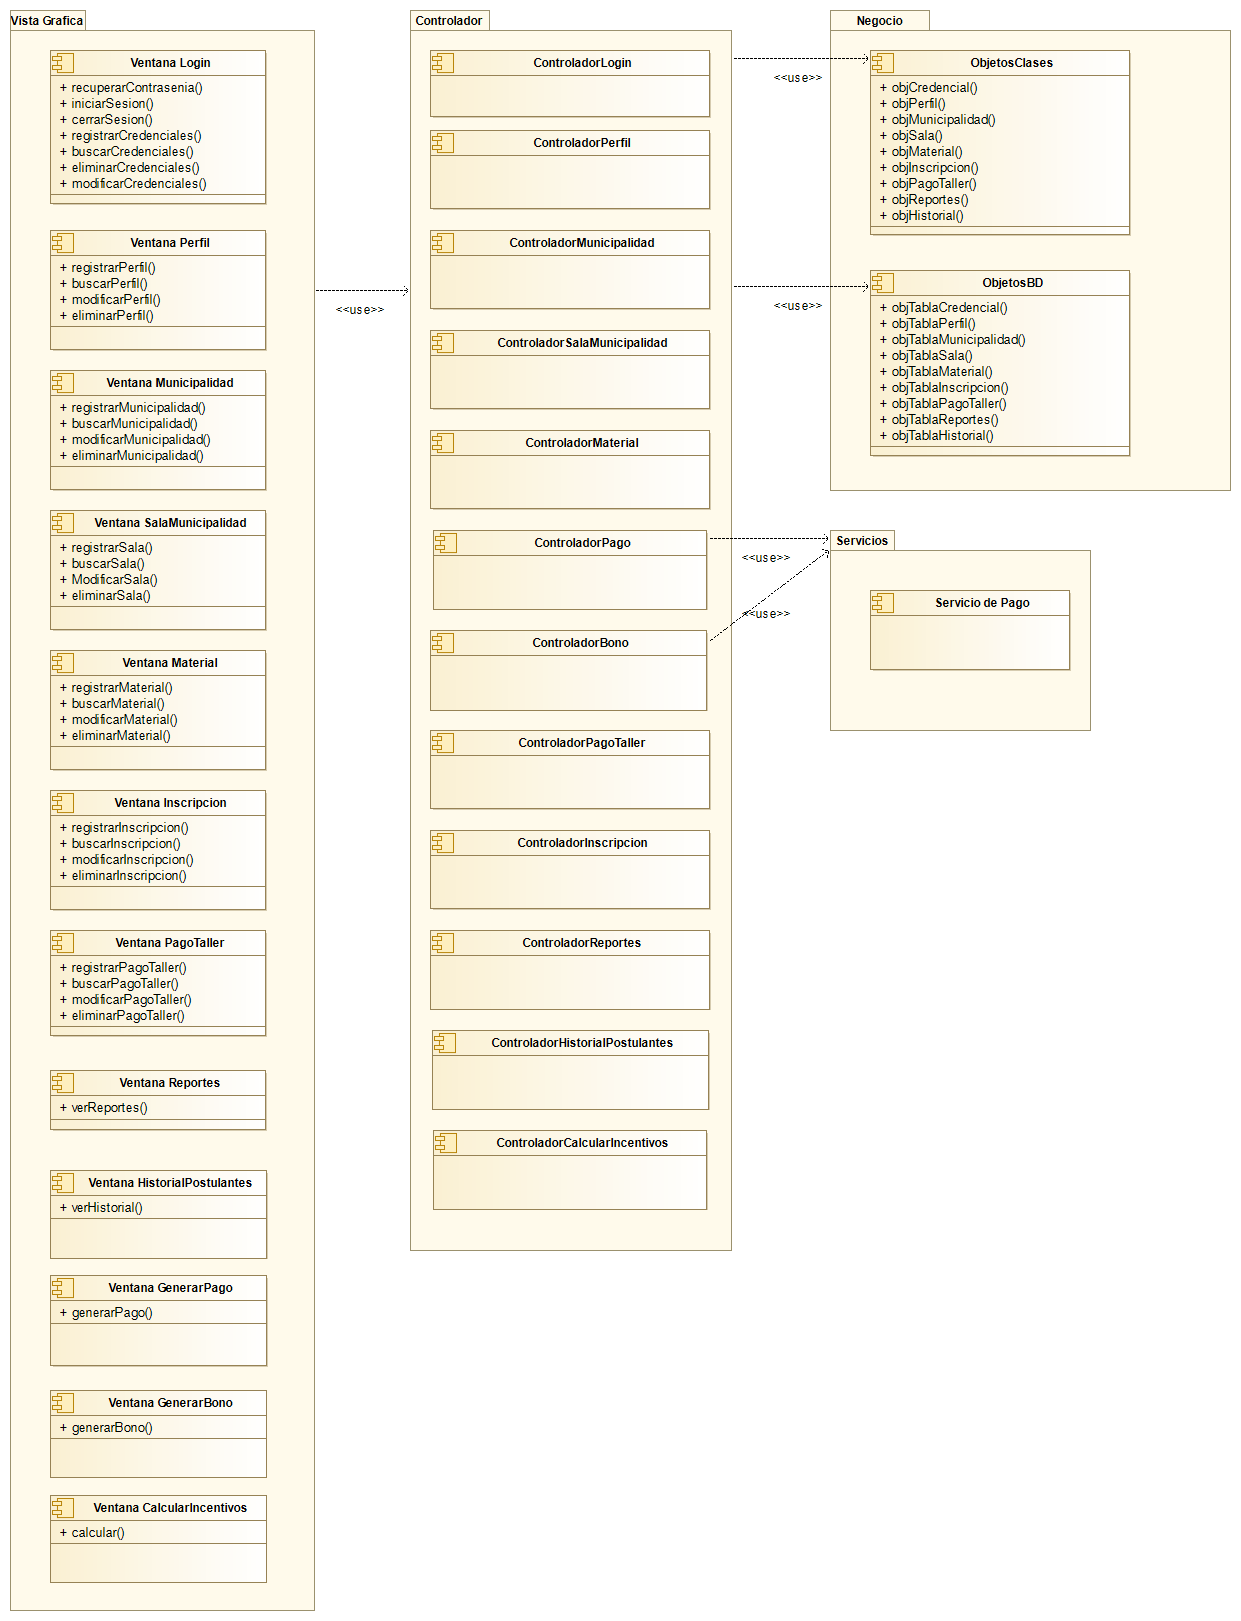 Vista Grafica
Ventana Login
+ recuperarContrasenia()
+ iniciarSesion()
+ cerrarSesion()
+ registrarCredenciales()
+ buscarCredenciales()
+ eliminarCredenciales()
+ modificarCredenciales()
Ventana Perfil
+ registrarPerfil()
+ buscarPerfil()
+ modificarPerfil()
+ eliminarPerfil()
Ventana Municipalidad
+ registrarMunicipalidad()
+ buscarMunicipalidad()
+ modificarMunicipalidad()
+ eliminarMunicipalidad()
Ventana SalaMunicipalidad
+ registrarSala()
+ buscarSala()
+ ModificarSala()
+ eliminarSala()
Ventana Material
+ registrarMaterial()
+ buscarMaterial()
+ modificarMaterial()
+ eliminarMaterial()
Ventana Inscripcion
+ registrarInscripcion()
+ buscarInscripcion()
+ modificarInscripcion()
+ eliminarInscripcion()
Ventana PagoTaller
+ registrarPagoTaller()
+ buscarPagoTaller()
+ modificarPagoTaller()
+ eliminarPagoTaller()
Ventana Reportes
+ verReportes()
Ventana HistorialPostulantes
+ verHistorial()
Ventana GenerarPago
+ generarPago()
Ventana GenerarBono
+ generarBono()
Ventana CalcularIncentivos
+ calcular()
<<use>>
Controlador
ControladorLogin
ControladorPerfil
ControladorMunicipalidad
ControladorSalaMunicipalidad
ControladorMaterial
ControladorPago
ControladorBono
ControladorPagoTaller
ControladorInscripcion
ControladorReportes
ControladorHistorialPostulantes
ControladorCalcularIncentivos
<<use>>
<<use>>
<<use>>
<<use>>
Negocio
ObjetosClases
+ objCredencial()
+ objPerfil()
+ objMunicipalidad()
+ objSala()
+ objMaterial()
+ objInscripcion()
+ objPagoTaller()
+ objReportes()
+ objHistorial()
ObjetosBD
+ objTablaCredencial()
+ objTablaPerfil()
+ objTablaMunicipalidad()
+ objTablaSala()
+ objTablaMaterial()
+ objTablaInscripcion()
+ objTablaPagoTaller()
+ objTablaReportes()
+ objTablaHistorial()
Servicios
Servicio de Pago